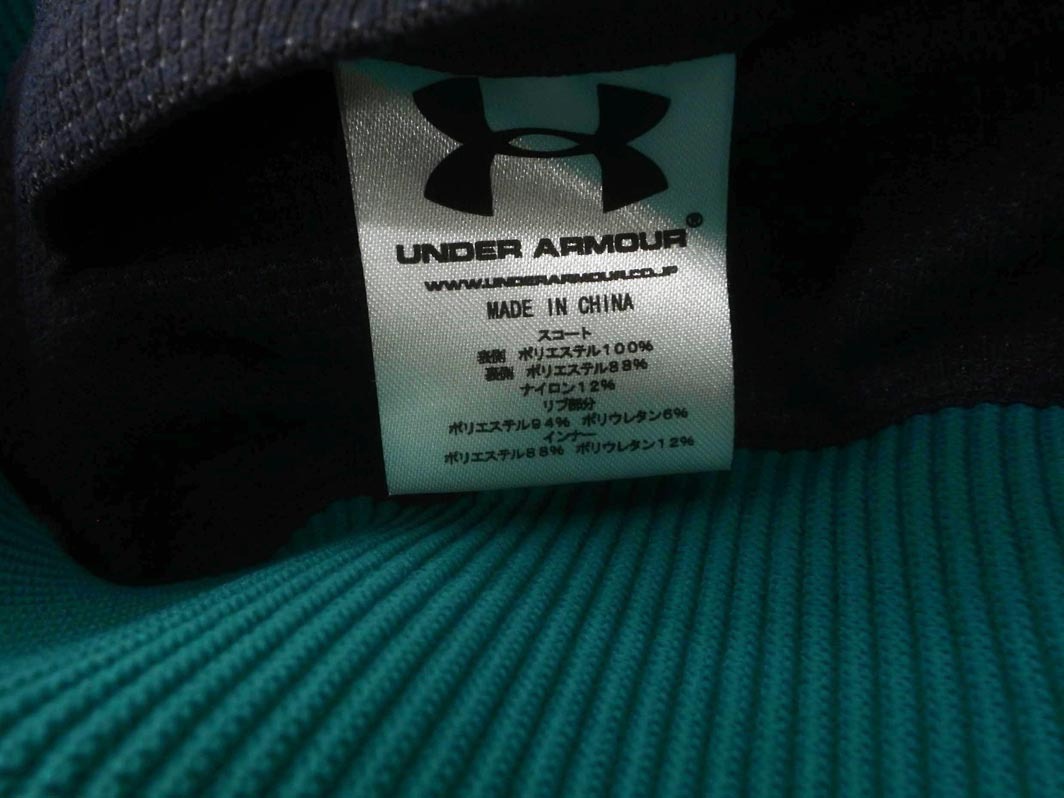 UNDER ARMOUR®
WWW.UNDERARMOUR.CO.JP
MADE IN CHINA
スコート
表側 ポリエステル100%
裏側 ポリエステル88%
ナイロン12%
リブ部分
ポリエステル94% ポリウレタン6%
インナー
ポリエステル88% ポリウレタン12%